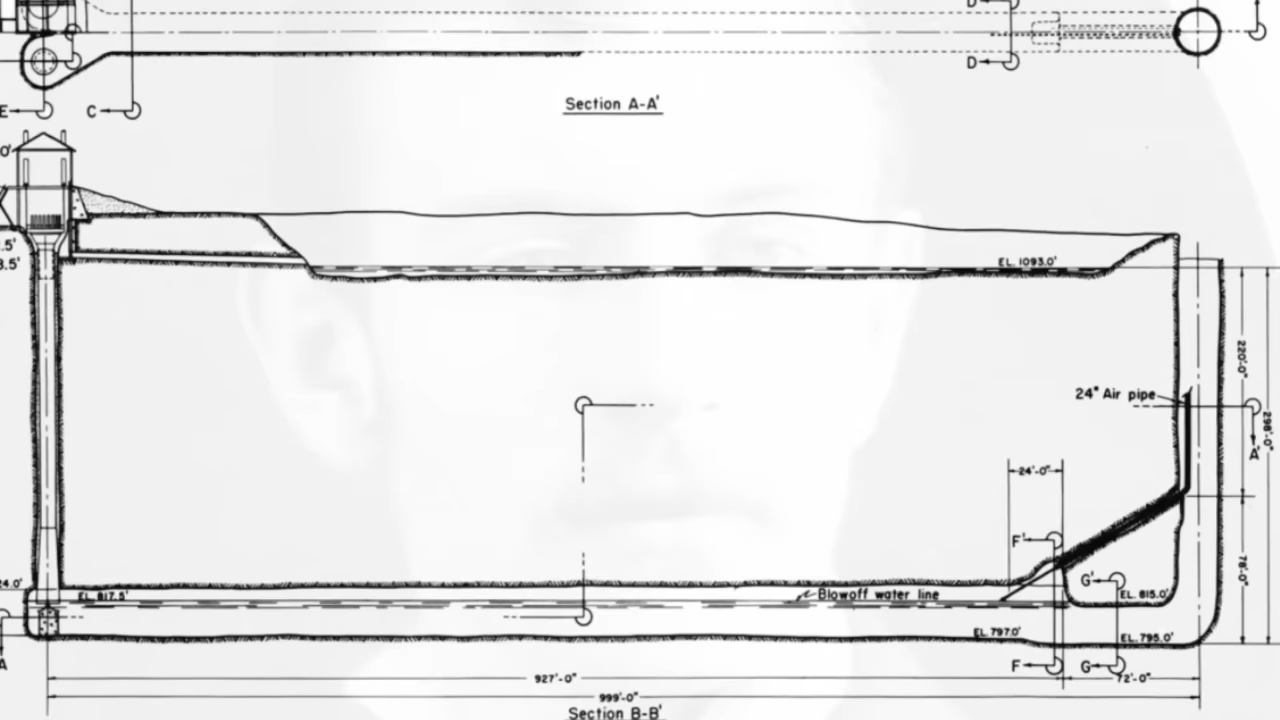 D
D
E
C
Section A-A'
0'
.5'
3.5'
EL. 1093.0'
220'-0"
24" Air pipe
298'-0"
A'
24'-0"
F'
G'
78'-0"
24.0'
EL. 817.5'
Blowoff water line
EL. 815.0'
EL. 797.0'
EL. 795.0'
A
F
G
927'-0"
72'-0"
999'-0"
Section B-B'